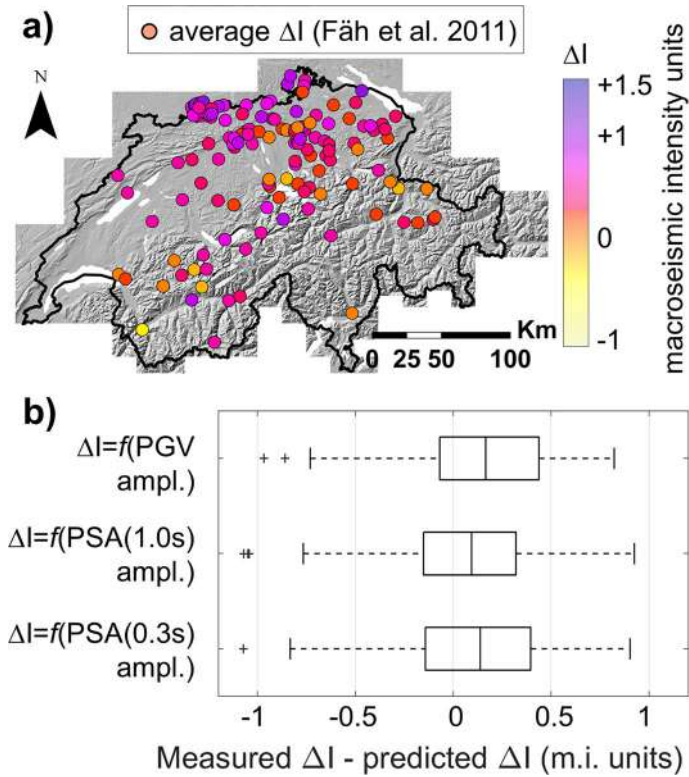 a)
average ΔI (Fäh et al. 2011)
N
ΔI
+1.5
+1
0
-1
macroseismic intensity units
Km
0 25 50 100
b)
ΔI=f(PGV
ampl.)
ΔI=f(PSA(1.0s)
ampl.)
ΔI=f(PSA(0.3s)
ampl.)
-1 -0.5 0 0.5 1
Measured ΔI - predicted ΔI (m.i. units)